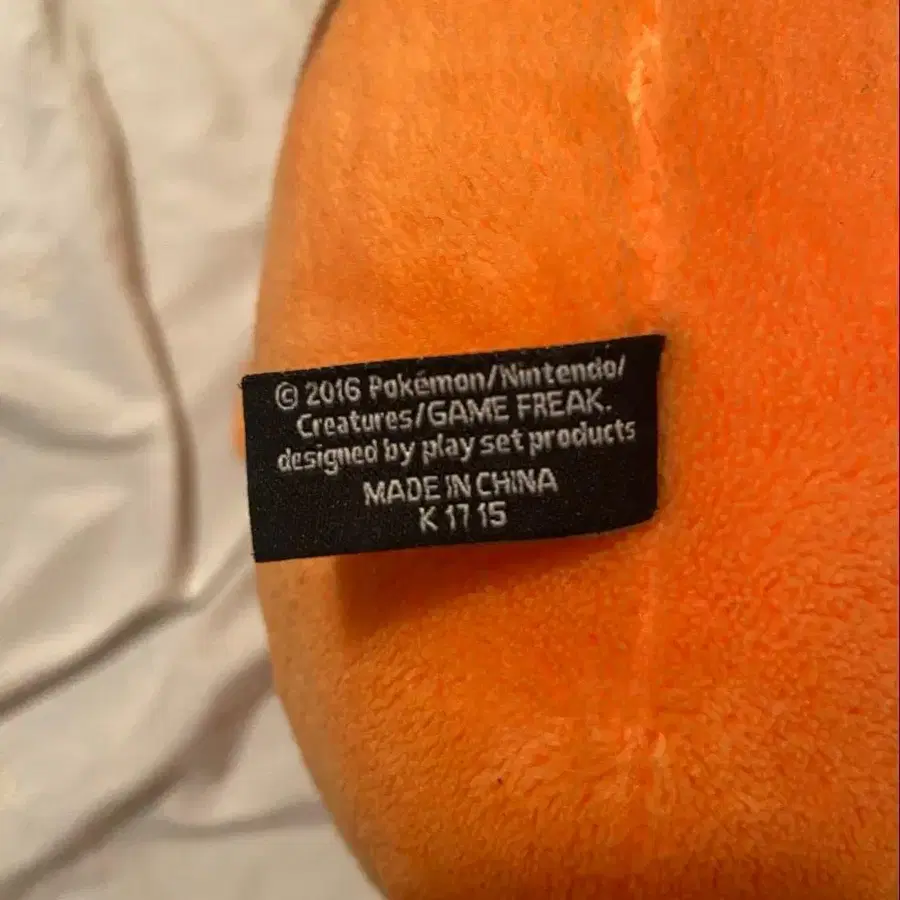 © 2016 Pokémon/Nintendo/
Creatures/GAME FREAK.
designed by play set products
MADE IN CHINA
K 17 15